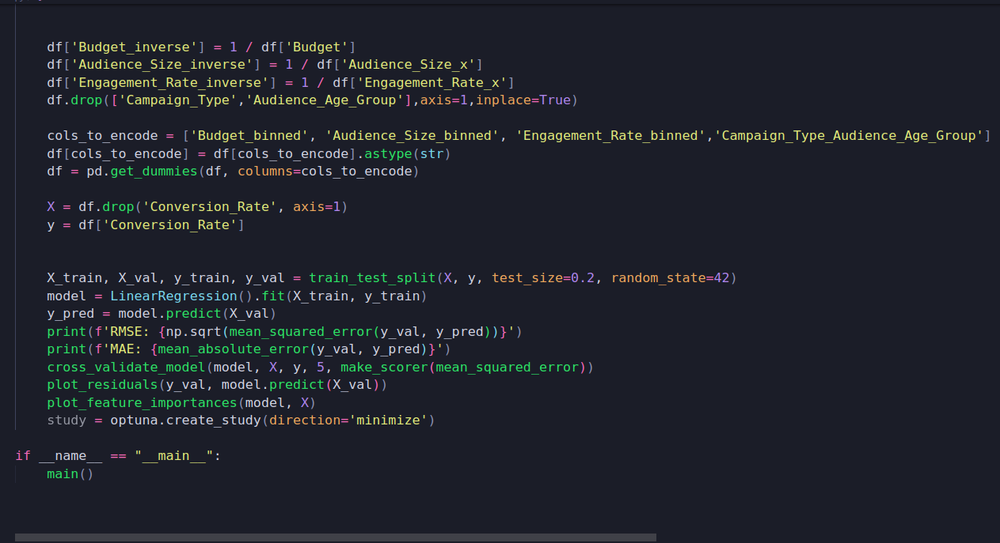 df['Budget_inverse'] = 1 / df['Budget']
df['Audience_Size_inverse'] = 1 / df['Audience_Size_x']
df['Engagement_Rate_inverse'] = 1 / df['Engagement_Rate_x']
df.drop(['Campaign_Type','Audience_Age_Group'],axis=1,inplace=True)
cols_to_encode = ['Budget_binned', 'Audience_Size_binned', 'Engagement_Rate_binned','Campaign_Type_Audience_Age_Group']
df[cols_to_encode] = df[cols_to_encode].astype(str)
df = pd.get_dummies(df, columns=cols_to_encode)
X = df.drop('Conversion_Rate', axis=1)
y = df['Conversion_Rate']
X_train, X_val, y_train, y_val = train_test_split(X, y, test_size=0.2, random_state=42)
model = LinearRegression().fit(X_train, y_train)
y_pred = model.predict(X_val)
print(f'RMSE: {np.sqrt(mean_squared_error(y_val, y_pred))}')
print(f'MAE: {mean_absolute_error(y_val, y_pred)}')
cross_validate_model(model, X, y, 5, make_scorer(mean_squared_error))
plot_residuals(y_val, model.predict(X_val))
plot_feature_importances(model, X)
study = optuna.create_study(direction='minimize')
if __name__ == "__main__":
main()